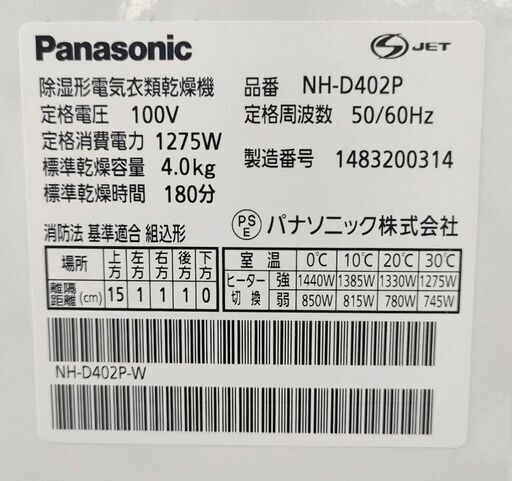 Panasonic
S JET
除湿形電気衣類乾燥機
品番 NH-D402P
定格電圧 100V
定格周波数 50/60Hz
定格消費電力 1275W
標準乾燥容量 4.0kg
製造番号 1483200314
標準乾燥時間 180分
PSE パナソニック株式会社
消防法 基準適合 組込形
場所 上方 左方 右方 後方 下方
離隔距離(cm) 15 1 1 1 0
室温 0℃ 10℃ 20℃ 30℃
ヒーター切換 強 1440W 1385W 1330W 1275W
弱 850W 815W 780W 745W
NH-D402P-W